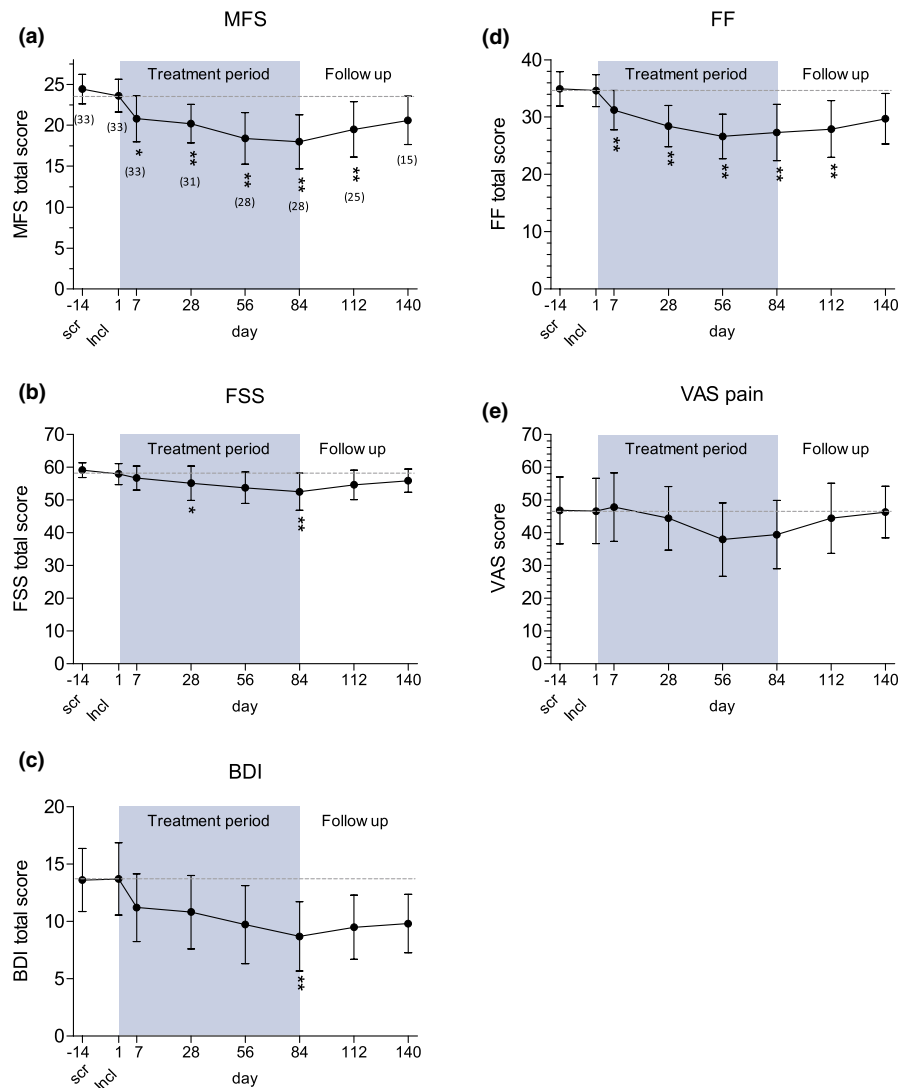 (a)
MFS
Treatment period
Follow up
MFS total score
25
20
15
10
5
0
(33)
(33)
*
(33)
**
(31)
**
(28)
**
(28)
**
(25)
(15)
-14 1 7 28 56 84 112 140
scr
Incl
day
(d)
FF
Treatment period
Follow up
FF total score
40
30
20
10
0
**
**
**
**
**
-14 1 7 28 56 84 112 140
scr
Incl
day
(b)
FSS
Treatment period
Follow up
FSS total score
70
60
50
40
30
20
10
0
*
**
-14 1 7 28 56 84 112 140
scr
Incl
day
(e)
VAS pain
Treatment period
Follow up
VAS score
70
60
50
40
30
20
10
0
-14 1 7 28 56 84 112 140
scr
Incl
day
(c)
BDI
Treatment period
Follow up
BDI total score
20
15
10
5
0
**
-14 1 7 28 56 84 112 140
scr
Incl
day